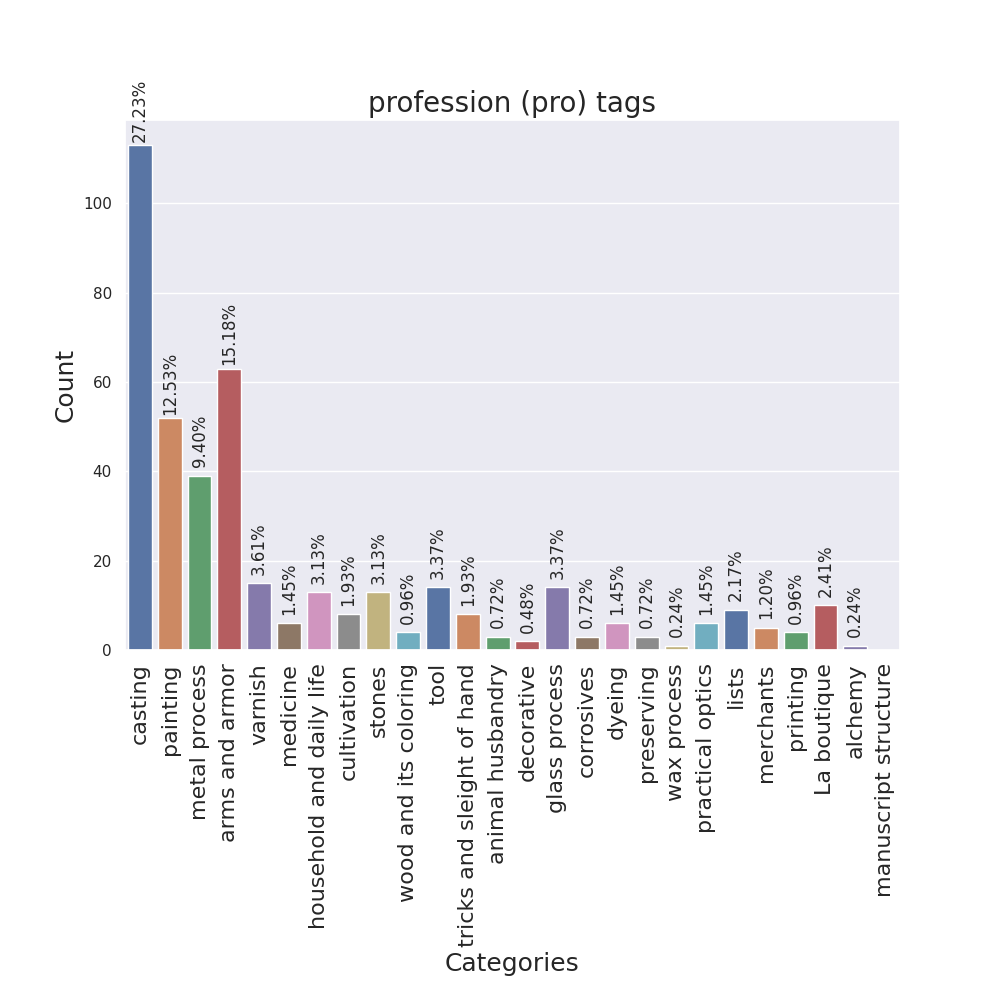 profession (pro) tags
Count
100
80
60
40
20
0
27.23%
12.53%
9.40%
15.18%
3.61%
1.45%
3.13%
1.93%
3.13%
0.96%
3.37%
1.93%
0.72%
0.48%
3.37%
0.72%
1.45%
0.72%
0.24%
1.45%
2.17%
1.20%
0.96%
2.41%
0.24%
casting
painting
metal process
arms and armor
varnish
medicine
household and daily life
cultivation
stones
wood and its coloring
tool
tricks and sleight of hand
animal husbandry
decorative
glass process
corrosives
dyeing
preserving
wax process
practical optics
lists
merchants
printing
La boutique
alchemy
manuscript structure
Categories